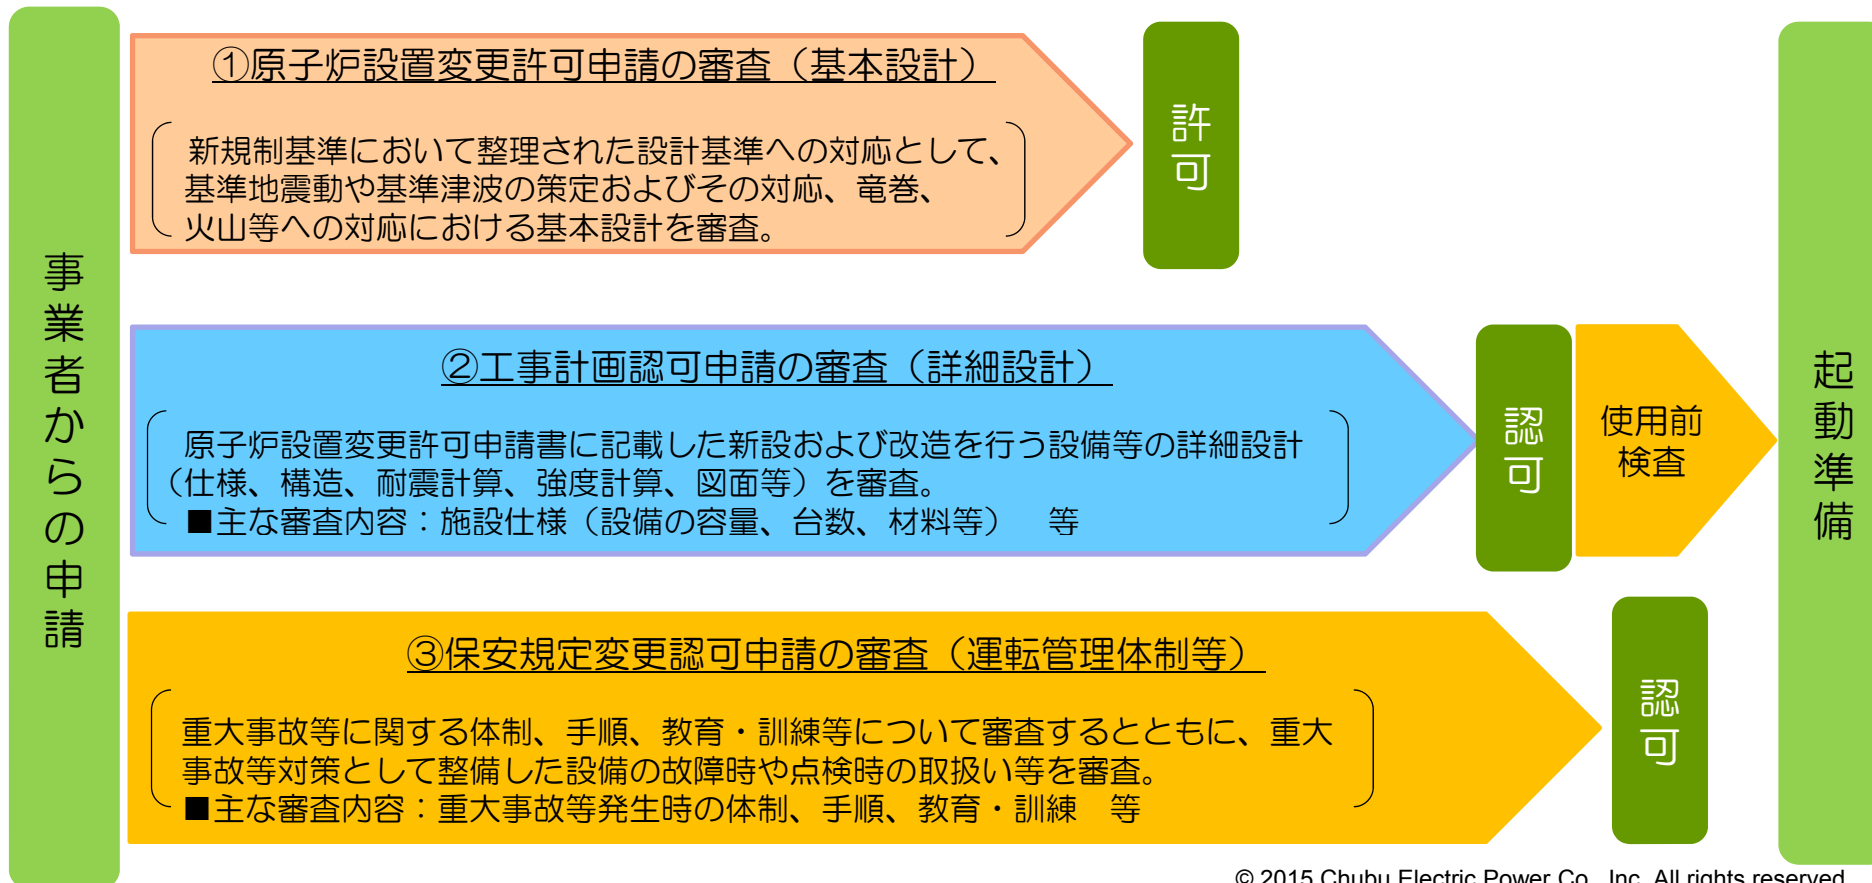 事業者からの申請
①原子炉設置変更許可申請の審査（基本設計）
新規制基準において整理された設計基準への対応として、
基準地震動や基準津波の策定およびその対応、竜巻、
火山等への対応における基本設計を審査。
許可
②工事計画認可申請の審査（詳細設計）
原子炉設置変更許可申請書に記載した新設および改造を行う設備等の詳細設計
（仕様、構造、耐震計算、強度計算、図面等）を審査。
■主な審査内容：施設仕様（設備の容量、台数、材料等）　等
認可
使用前
検査
③保安規定変更認可申請の審査（運転管理体制等）
重大事故等に関する体制、手順、教育・訓練等について審査するとともに、重大
事故等対策として整備した設備の故障時や点検時の取扱い等を審査。
■主な審査内容：重大事故等発生時の体制、手順、教育・訓練　等
認可
起動準備
© 2015 Chubu Electric Power Co., Inc. All rights reserved.